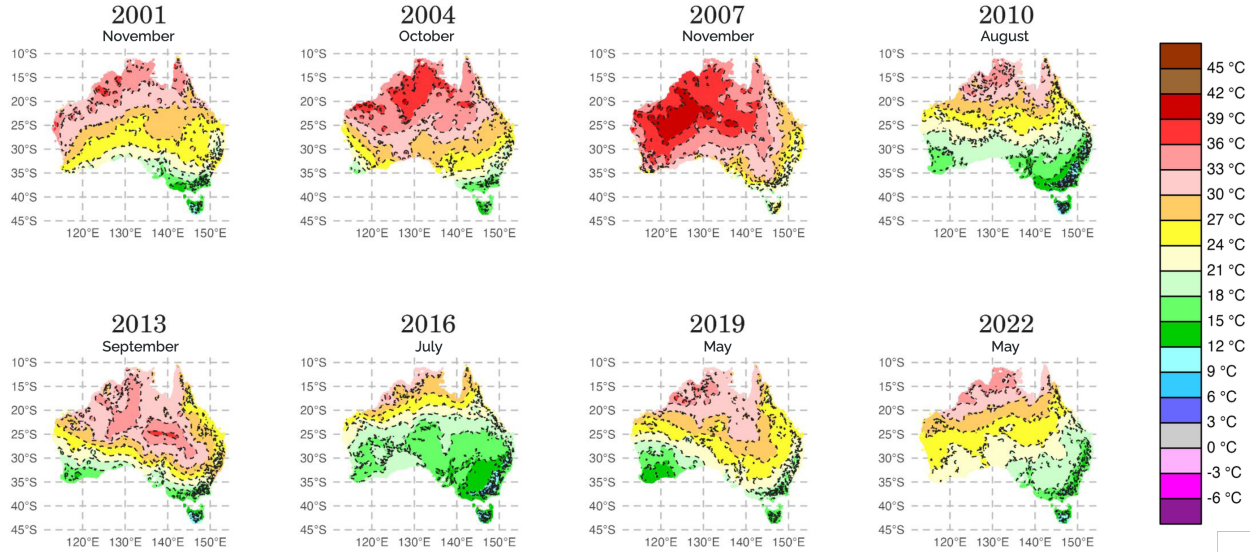 2001 2004 2007 2010
November October November August
10°S 10°S 10°S 10°S
15°S 15°S 15°S 15°S
20°S 20°S 20°S 20°S
25°S 25°S 25°S 25°S
30°S 30°S 30°S 30°S
35°S 35°S 35°S 35°S
40°S 40°S 40°S 40°S
45°S 45°S 45°S 45°S
120°E 130°E 140°E 150°E 120°E 130°E 140°E 150°E 120°E 130°E 140°E 150°E 120°E 130°E 140°E 150°E
2013 2016 2019 2022
September July May May
10°S 10°S 10°S 10°S
15°S 15°S 15°S 15°S
20°S 20°S 20°S 20°S
25°S 25°S 25°S 25°S
30°S 30°S 30°S 30°S
35°S 35°S 35°S 35°S
40°S 40°S 40°S 40°S
45°S 45°S 45°S 45°S
120°E 130°E 140°E 150°E 120°E 130°E 140°E 150°E 120°E 130°E 140°E 150°E 120°E 130°E 140°E 150°E
45 °C
42 °C
39 °C
36 °C
33 °C
30 °C
27 °C
24 °C
21 °C
18 °C
15 °C
12 °C
9 °C
6 °C
3 °C
0 °C
-3 °C
-6 °C